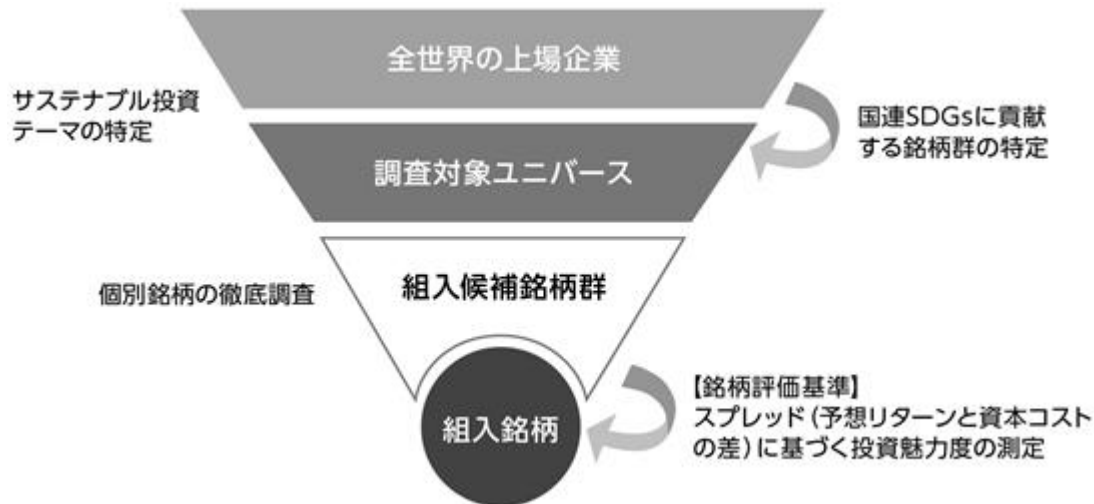 全世界の上場企業
サステナブル投資
テーマの特定
国連SDGsに貢献
する銘柄群の特定
調査対象ユニバース
個別銘柄の徹底調査
組入候補銘柄群
組入銘柄
【銘柄評価基準】
スプレッド(予想リターンと資本コスト
の差)に基づく投資魅力度の測定